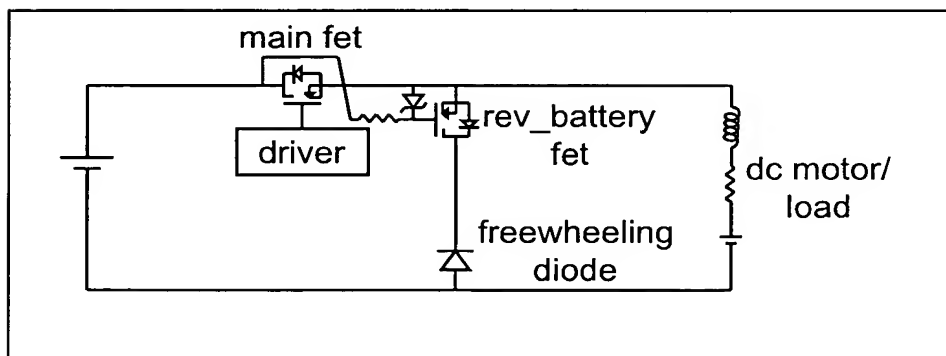 main fet
driver
rev_battery
fet
dc motor/
load
freewheeling
diode